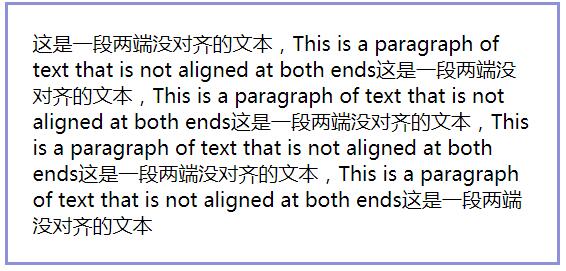 这是一段两端没对齐的文本，This is a paragraph of
text that is not aligned at both ends这是一段两端没
对齐的文本，This is a paragraph of text that is not
aligned at both ends这是一段两端没对齐的文本，This
is a paragraph of text that is not aligned at both
ends这是一段两端没对齐的文本，This is a paragraph
of text that is not aligned at both ends这是一段两端
没对齐的文本